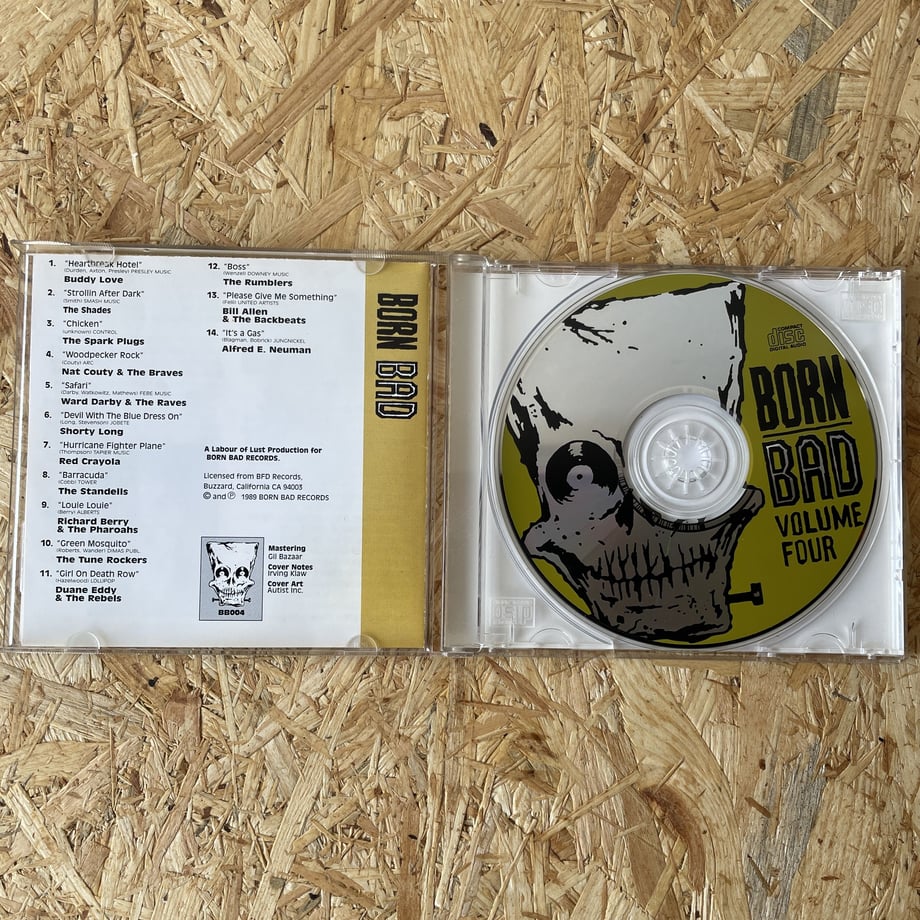 1. "Heartbreak Hotel"
(Durden, Axton, Presley) PRESLEY MUSIC
Buddy Love
2. "Strollin After Dark"
(Smith) SMASH MUSIC
The Shades
3. "Chicken"
(unknown) CONTROL
The Spark Plugs
4. "Woodpecker Rock"
(Couty) ARC
Nat Couty & The Braves
5. "Safari"
(Darby, Watkowitz, Mathews) FEBE MUSIC
Ward Darby & The Raves
6. "Devil With The Blue Dress On"
(Long, Stevenson) JOBETE
Shorty Long
7. "Hurricane Fighter Plane"
(Thompson) TAPIER MUSIC
Red Crayola
8. "Barracuda"
(Cobb) TOWER
The Standells
9. "Louie Louie"
(Berry) ALBERTS
Richard Berry
& The Pharoahs
10. "Green Mosquito"
(Roberts, Wander) DIMAS PUBL.
The Tune Rockers
11. "Girl On Death Row"
(Hazelwood) LOLLIPOP
Duane Eddy
& The Rebels
12. "Boss"
(Wenzel) DOWNEY MUSIC
The Rumblers
13. "Please Give Me Something"
(Fall) UNITED ARTISTS
Bill Allen
& The Backbeats
14. "It's a Gas"
(Blagman, Bobrick) JUNGNICKEL
Alfred E. Neuman
A Labour of Lust Production for
BORN BAD RECORDS.
Licensed from BFD Records,
Buzzard, California CA 94003
© and ℗ 1989 BORN BAD RECORDS
Mastering
Gil Bazaar
Cover Notes
Irving Klaw
Cover Art
Autist Inc.
BB004
BORN BAD
COMPACT
disc
DIGITAL AUDIO
BORN
BAD
VOLUME
FOUR